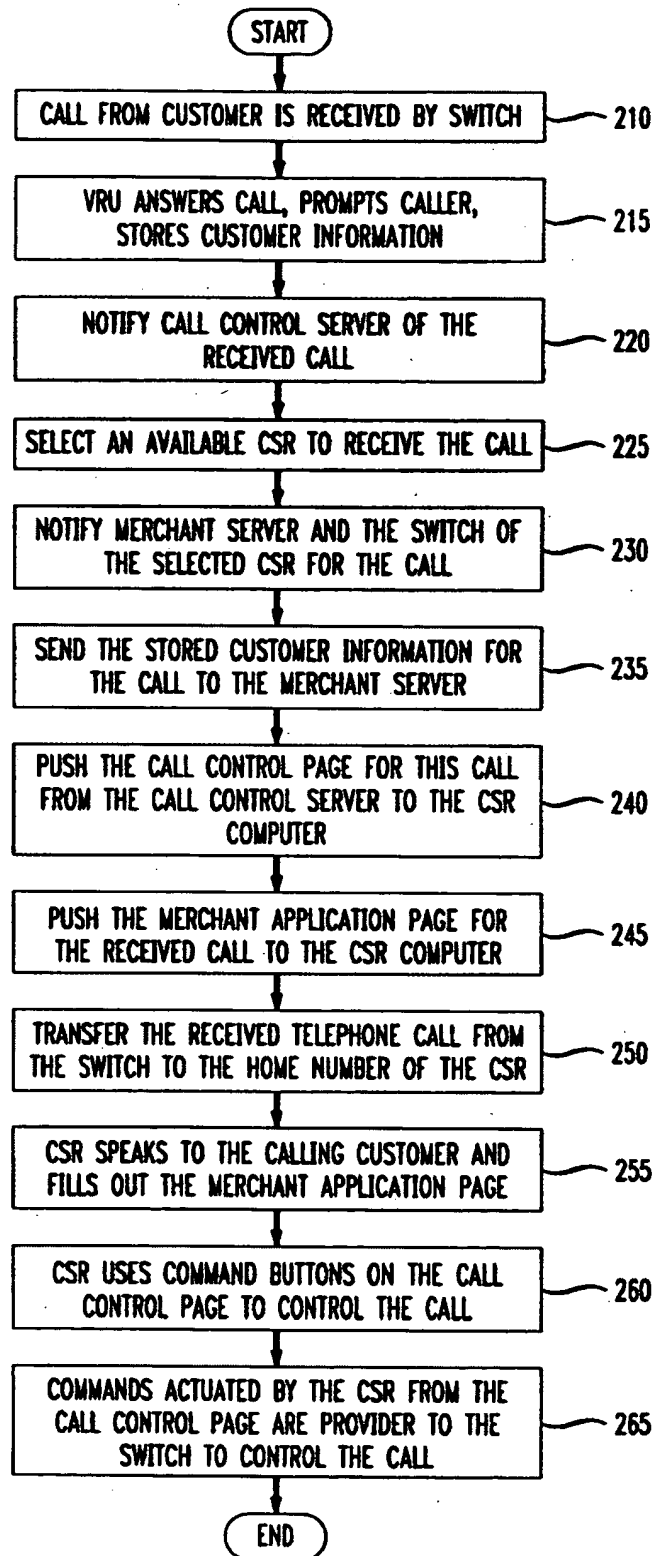 START
CALL FROM CUSTOMER IS RECEIVED BY SWITCH
210
VRU ANSWERS CALL, PROMPTS CALLER,
STORES CUSTOMER INFORMATION
215
NOTIFY CALL CONTROL SERVER OF THE
RECEIVED CALL
220
SELECT AN AVAILABLE CSR TO RECEIVE THE CALL
225
NOTIFY MERCHANT SERVER AND THE SWITCH OF
THE SELECTED CSR FOR THE CALL
230
SEND THE STORED CUSTOMER INFORMATION FOR
THE CALL TO THE MERCHANT SERVER
235
PUSH THE CALL CONTROL PAGE FOR THIS CALL
FROM THE CALL CONTROL SERVER TO THE CSR
COMPUTER
240
PUSH THE MERCHANT APPLICATION PAGE FOR
THE RECEIVED CALL TO THE CSR COMPUTER
245
TRANSFER THE RECEIVED TELEPHONE CALL FROM
THE SWITCH TO THE HOME NUMBER OF THE CSR
250
CSR SPEAKS TO THE CALLING CUSTOMER AND
FILLS OUT THE MERCHANT APPLICATION PAGE
255
CSR USES COMMAND BUTTONS ON THE CALL
CONTROL PAGE TO CONTROL THE CALL
260
COMMANDS ACTUATED BY THE CSR FROM THE
CALL CONTROL PAGE ARE PROVIDER TO THE
SWITCH TO CONTROL THE CALL
265
END